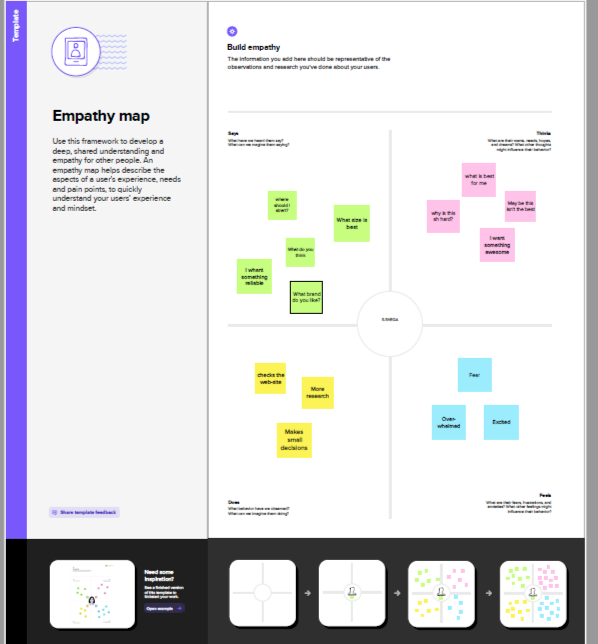 Template
Empathy map
Use this framework to develop a
deep, shared understanding and
empathy for other people. An
empathy map helps describe the
aspects of a user's experience, needs
and pain points, to quickly
understand your users' experience
and mindset.
Share template feedback
Build empathy
The information you add here should be representative of the
observations and research you've done about your users.
Says
What have we heard them say?
What can we imagine them saying?
Thinks
What are their wants, needs, hopes,
and dreams? What other thoughts
might influence their behavior?
where
should I
start?
What size is
best
What do you
think
I whant
something
reliable
What brand
do you like?
what is best
for me
why is this
sh hard?
May be this
isn't the best
I want
something
awesome
checks the
web-site
More
research
Makes
small
decisions
Fear
Over-
whelmed
Excited
Does
What behavior have we observed?
What can we imagine them doing?
Feels
What are their fears, frustrations, and
anxieties? What other feelings might
influence their behavior?
Need some
inspiration?
See a finished version
of this template to
kickstart your work.
Open example